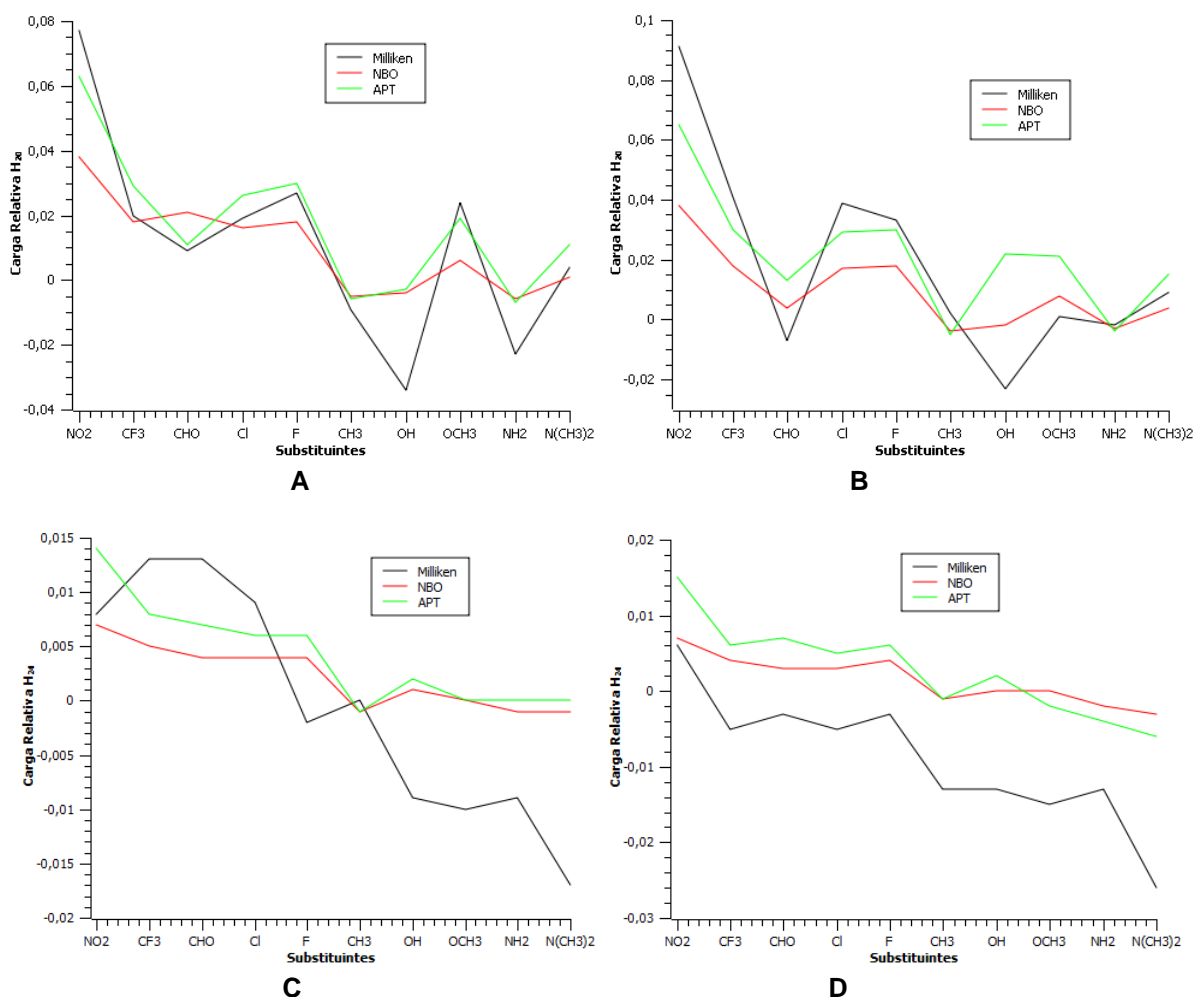 0,08
0,06
0,04
0,02
0
-0,02
-0,04
Carga Relativa H₂₀
Milliken
NBO
APT
NO2 CF3 CHO Cl F CH3 OH OCH3 NH2 N(CH3)2
Substituintes
A
0,1
0,08
0,06
0,04
0,02
0
-0,02
Carga Relativa H₂₀
Milliken
NBO
APT
NO2 CF3 CHO Cl F CH3 OH OCH3 NH2 N(CH3)2
Substituintes
B
0,015
0,01
0,005
0
-0,005
-0,01
-0,015
-0,02
Carga Relativa H₂₄
Milliken
NBO
APT
NO2 CF3 CHO Cl F CH3 OH OCH3 NH2 N(CH3)2
Substituintes
C
0,02
0,01
0
-0,01
-0,02
-0,03
Carga Relativa H₂₄
Milliken
NBO
APT
NO2 CF3 CHO Cl F CH3 OH OCH3 NH2 N(CH3)2
Substituintes
D